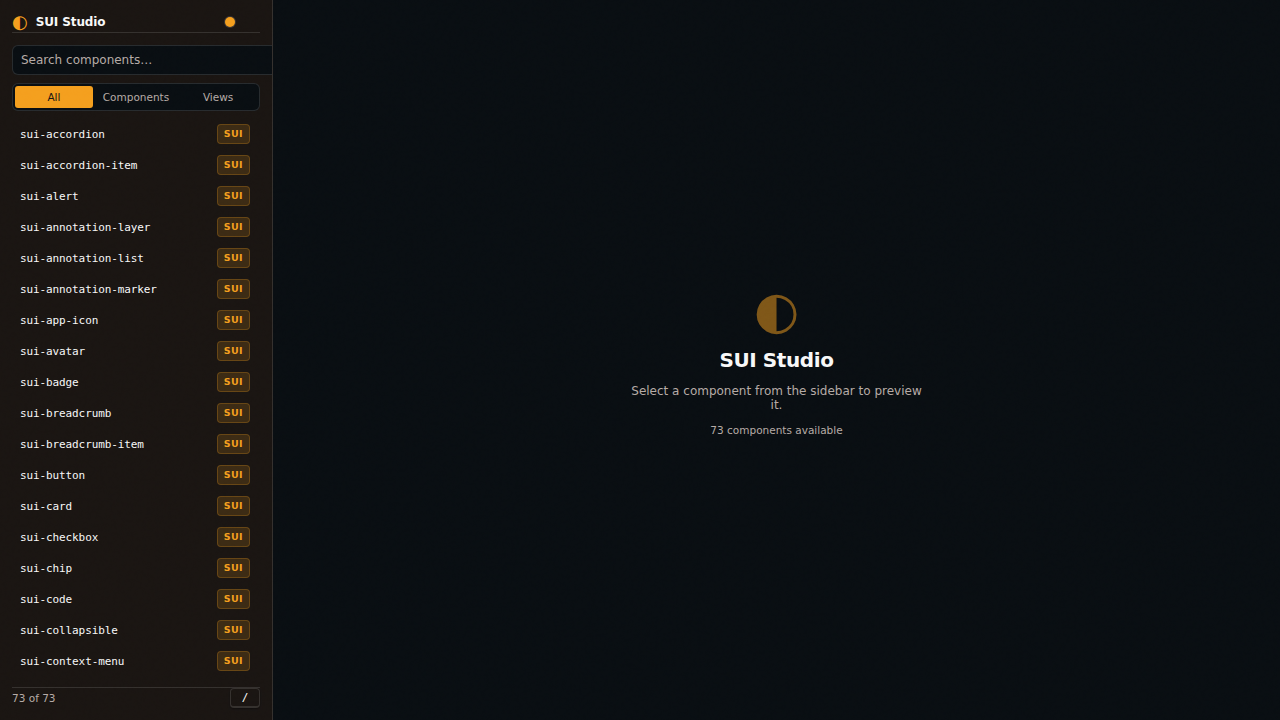 SUI Studio
Search components...
All Components Views
sui-accordion SUI
sui-accordion-item SUI
sui-alert SUI
sui-annotation-layer SUI
sui-annotation-list SUI
sui-annotation-marker SUI
sui-app-icon SUI
sui-avatar SUI
sui-badge SUI
sui-breadcrumb SUI
sui-breadcrumb-item SUI
sui-button SUI
sui-card SUI
sui-checkbox SUI
sui-chip SUI
sui-code SUI
sui-collapsible SUI
sui-context-menu SUI
73 of 73 /
SUI Studio
Select a component from the sidebar to preview
it.
73 components available